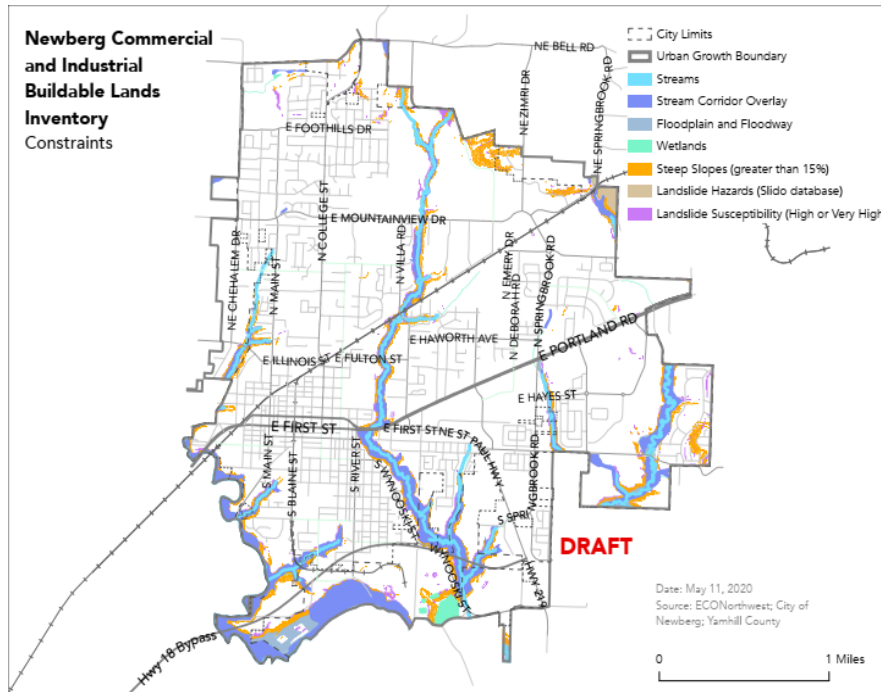 Newberg Commercial
and Industrial
Buildable Lands
Inventory
Constraints
City Limits
Urban Growth Boundary
Streams
Stream Corridor Overlay
Floodplain and Floodway
Wetlands
Steep Slopes (greater than 15%)
Landslide Hazards (Slido database)
Landslide Susceptibility (High or Very High
NE BELL RD
NE ZIMRI DR
NE SPRINGBROOK RD
E FOOTHILLS DR
N COLLEGE ST
E MOUNTAINVIEW DR
NE CHEHALEM DR
N MAIN ST
N VILLA RD
N EMERY DR
N DEBORAH RD
N SPRINGBROOK RD
E HAWORTH AVE
E PORTLAND RD
E ILLINOIS ST
E FULTON ST
E HAYES ST
E FIRST ST
E FIRST ST
NE ST PAUL HWY
S MAIN ST
S BLAINE ST
S RIVER ST
S WYNOOSKI ST
NGBROOK RD
S SPRI
WYNOOSKI ST
HWY 219
Hwy 18 Bypass
DRAFT
Date: May 11, 2020
Source: ECONorthwest; City of
Newberg; Yamhill County
0 1 Miles